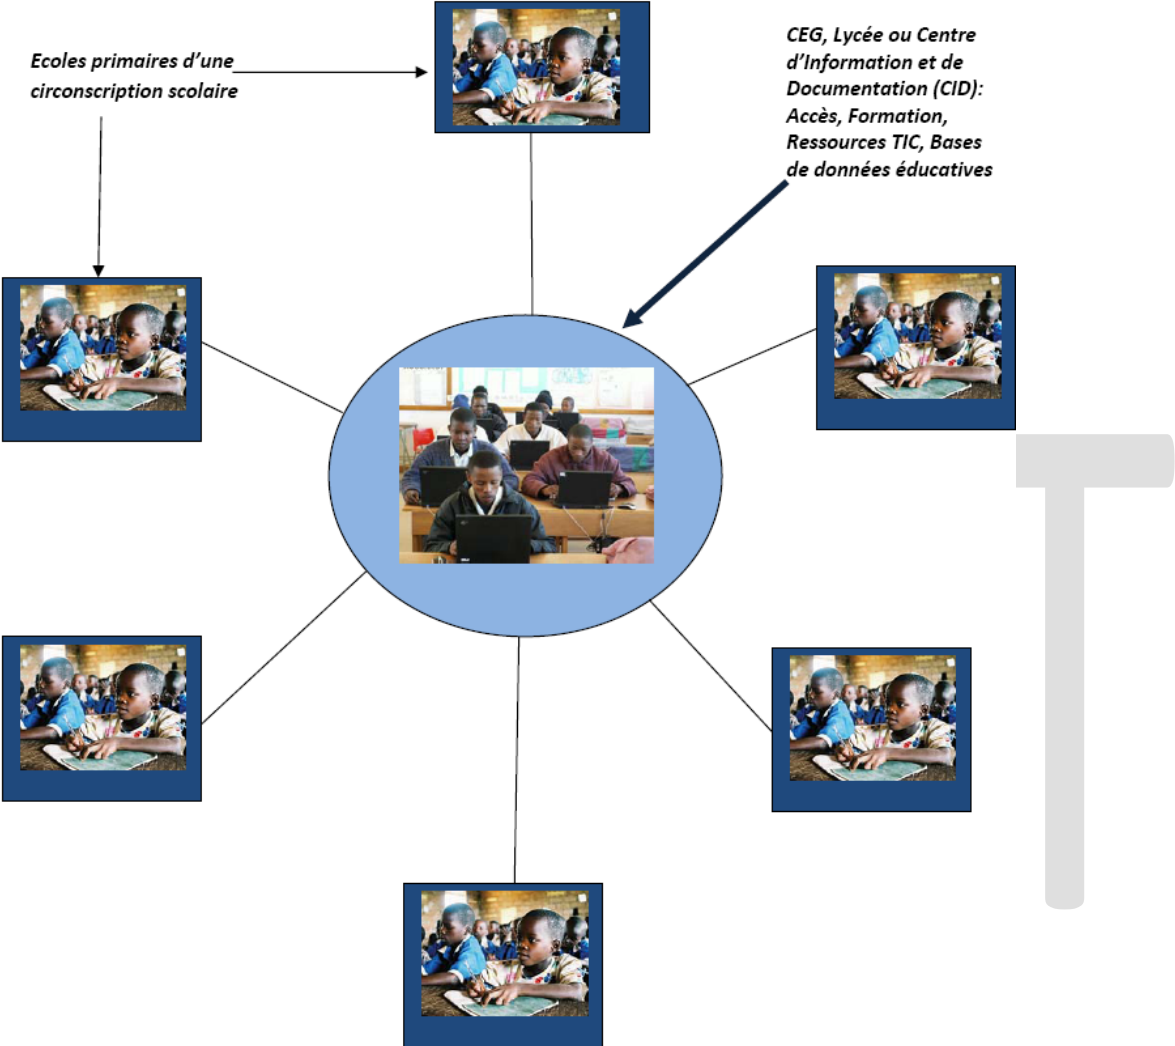 Ecoles primaires d’une
circonscription scolaire
CEG, Lycée ou Centre
d’Information et de
Documentation (CID):
Accès, Formation,
Ressources TIC, Bases
de données éducatives